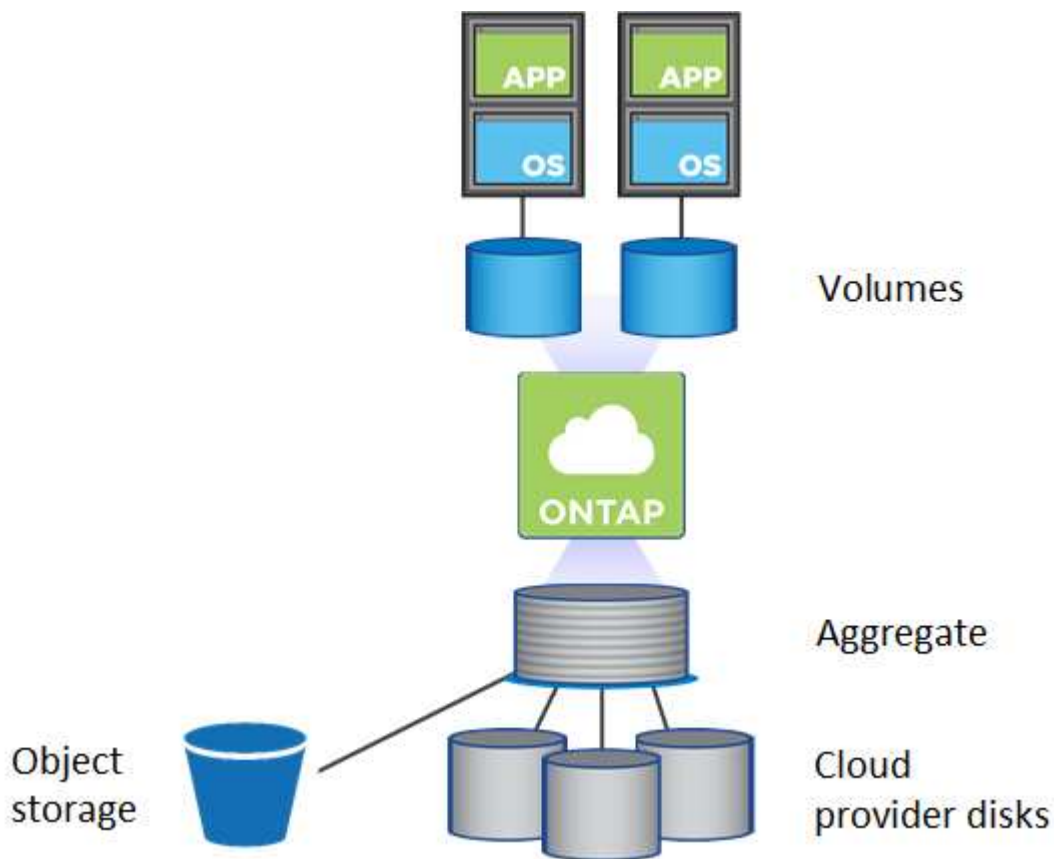 APP
APP
OS
OS
Volumes
ONTAP
Aggregate
Object
storage
Cloud
provider disks